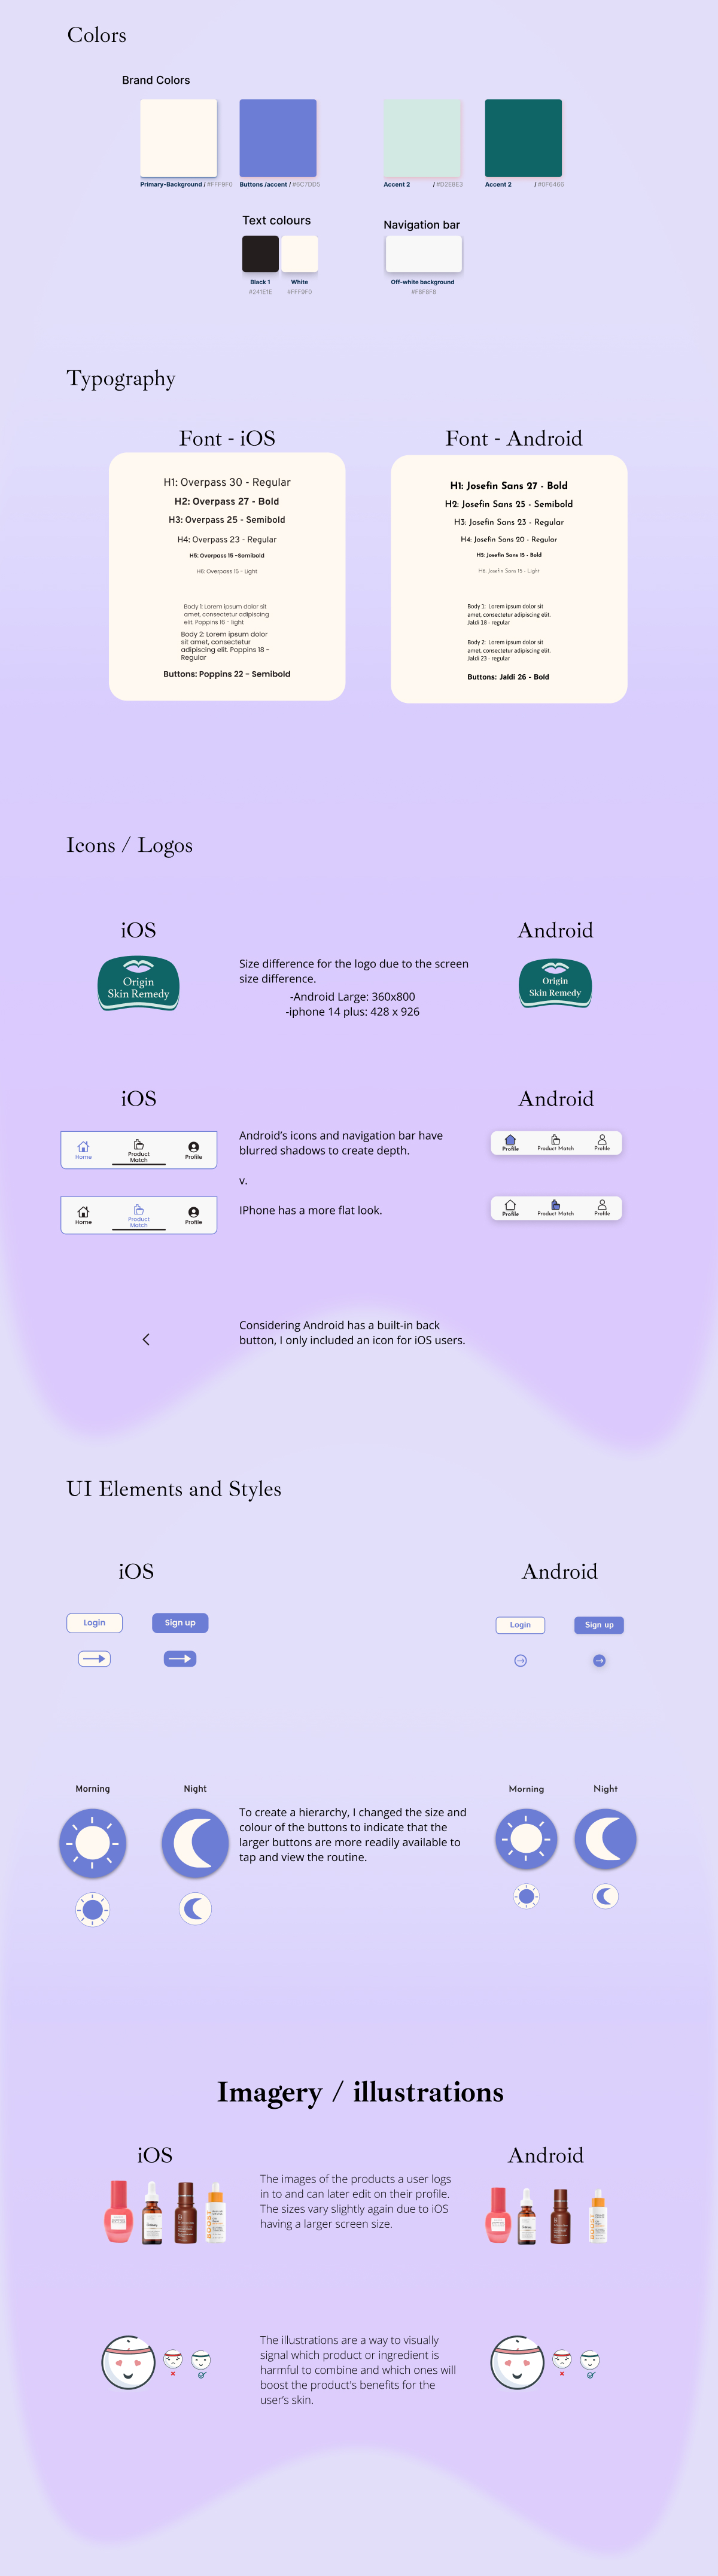 Colors
Brand Colors
Primary-Background / #FFF9F0
Buttons /accent / #6C7DD5
Accent 2 / #D2E8E3
Accent 2 / #0F6466
Text colours
Navigation bar
Black 1
White
Off-white background
#241E1E
#FFF9F0
#F8F8F8
Typography
Font - iOS
H1: Overpass 30 - Regular
H2: Overpass 27 - Bold
H3: Overpass 25 - Semibold
H4: Overpass 23 - Regular
H5: Overpass 15 -Semibold
H6: Overpass 15 - Light
Body 1: Lorem ipsum dolor sit
amet, consectetur adipiscing
elit. Poppins 16 - light
Body 2: Lorem ipsum dolor
sit amet, consectetur
adipiscing elit. Poppins 18 -
Regular
Buttons: Poppins 22 - Semibold
Font - Android
H1: Josefin Sans 27 - Bold
H2: Josefin Sans 25 - Semibold
H3: Josefin Sans 23 - Regular
H4: Josefin Sans 20 - Regular
H5: Josefin Sans 15 - Bold
H6: Josefin Sans 15 - Light
Body 1: Lorem ipsum dolor sit
amet, consectetur adipiscing elit.
Jaldi 18 - regular
Body 2: Lorem ipsum dolor sit
amet, consectetur adipiscing elit.
Jaldi 23 - regular
Buttons: Jaldi 26 - Bold
Icons / Logos
iOS
Android
Origin
Skin Remedy
Size difference for the logo due to the screen
size difference.
-Android Large: 360x800
-iphone 14 plus: 428 x 926
Origin
Skin Remedy
iOS
Android
Home
Product
Match
Profile
Android's icons and navigation bar have
blurred shadows to create depth.
v.
IPhone has a more flat look.
Profile
Product Match
Profile
Home
Product
Match
Profile
Profile
Product Match
Profile
Considering Android has a built-in back
button, I only included an icon for iOS users.
UI Elements and Styles
iOS
Android
Login
Sign up
Login
Sign up
Morning
Night
To create a hierarchy, I changed the size and
colour of the buttons to indicate that the
larger buttons are more readily available to
tap and view the routine.
Morning
Night
Imagery / illustrations
iOS
Android
The images of the products a user logs
in to and can later edit on their profile.
The sizes vary slightly again due to iOS
having a larger screen size.
BOOST
The illustrations are a way to visually
signal which product or ingredient is
harmful to combine and which ones will
boost the product's benefits for the
user's skin.